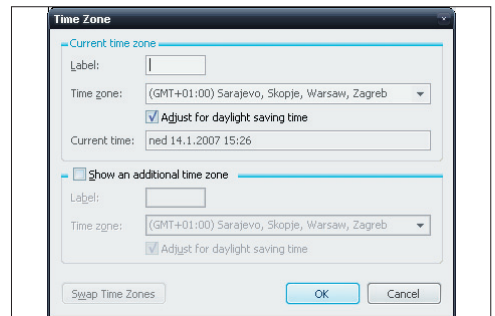 Time Zone
Current time zone
Label:
Time zone: (GMT+01:00) Sarajevo, Skopje, Warsaw, Zagreb
Adjust for daylight saving time
Current time: ned 14.1.2007 15:26
Show an additional time zone
Label:
Time zone: (GMT+01:00) Sarajevo, Skopje, Warsaw, Zagreb
Adjust for daylight saving time
Swap Time Zones OK Cancel